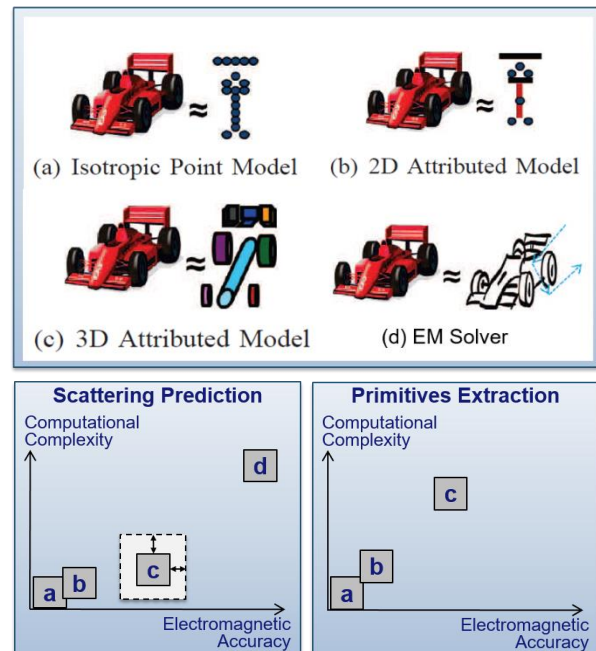 (a) Isotropic Point Model
(b) 2D Attributed Model
(c) 3D Attributed Model
(d) EM Solver
Scattering Prediction
Computational
Complexity
d
c
b
a
Electromagnetic
Accuracy
Primitives Extraction
Computational
Complexity
c
b
a
Electromagnetic
Accuracy